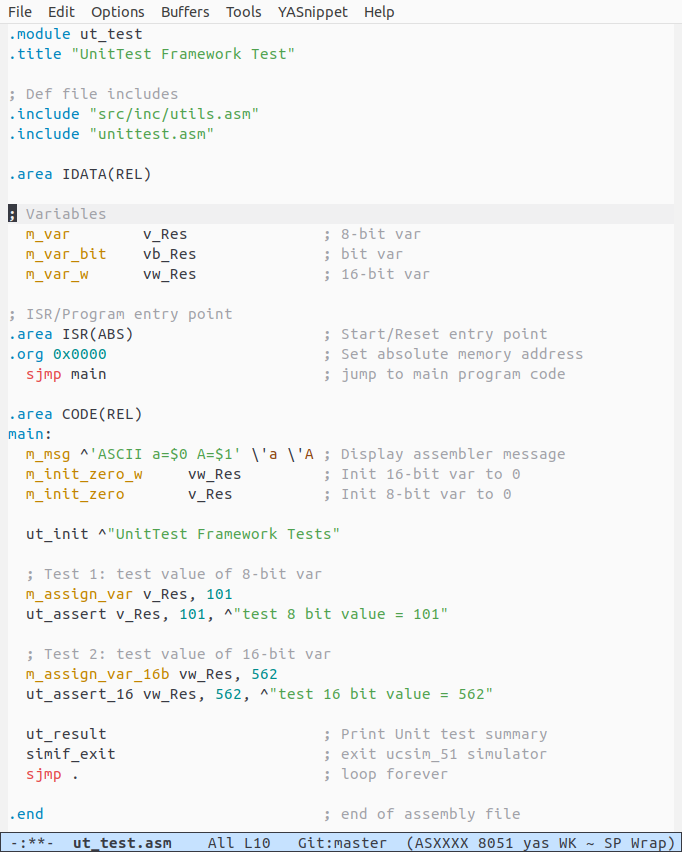 File Edit Options Buffers Tools YASnippet Help
.module ut_test
.title "UnitTest Framework Test"
; Def file includes
.include "src/inc/utils.asm"
.include "unittest.asm"
.area IDATA(REL)
; Variables
m_var v_Res ; 8-bit var
m_var_bit vb_Res ; bit var
m_var_w vw_Res ; 16-bit var
; ISR/Program entry point
.area ISR(ABS) ; Start/Reset entry point
.org 0x0000 ; Set absolute memory address
sjmp main ; jump to main program code
.area CODE(REL)
main:
m_msg ^'ASCII a=$0 A=$1' \'a \'A ; Display assembler message
m_init_zero_w vw_Res ; Init 16-bit var to 0
m_init_zero v_Res ; Init 8-bit var to 0
ut_init ^"UnitTest Framework Tests"
; Test 1: test value of 8-bit var
m_assign_var v_Res, 101
ut_assert v_Res, 101, ^"test 8 bit value = 101"
; Test 2: test value of 16-bit var
m_assign_var_16b vw_Res, 562
ut_assert_16 vw_Res, 562, ^"test 16 bit value = 562"
ut_result ; Print Unit test summary
simif_exit ; exit ucsim_51 simulator
sjmp . ; loop forever
.end ; end of assembly file
-:**- ut_test.asm All L10 Git:master (ASXXXX 8051 yas WK ~ SP Wrap)